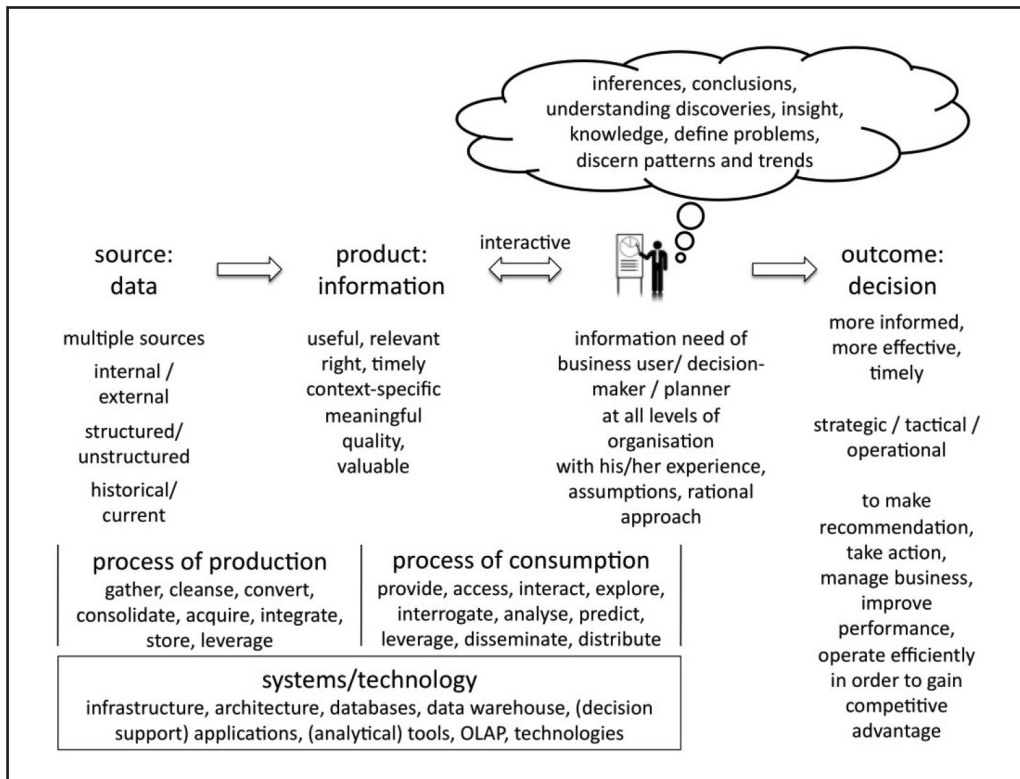 inferences, conclusions,
understanding discoveries, insight,
knowledge, define problems,
discern patterns and trends
source:
data
product:
information
interactive
outcome:
decision
multiple sources
internal /
external
structured/
unstructured
historical/
current
useful, relevant
right, timely
context-specific
meaningful
quality,
valuable
information need of
business user/ decision-
maker / planner
at all levels of
organisation
with his/her experience,
assumptions, rational
approach
more informed,
more effective,
timely
strategic / tactical /
operational
to make
recommendation,
take action,
manage business,
improve
performance,
operate efficiently
in order to gain
competitive
advantage
process of production
gather, cleanse, convert,
consolidate, acquire, integrate,
store, leverage
process of consumption
provide, access, interact, explore,
interrogate, analyse, predict,
leverage, disseminate, distribute
systems/technology
infrastructure, architecture, databases, data warehouse, (decision
support) applications, (analytical) tools, OLAP, technologies